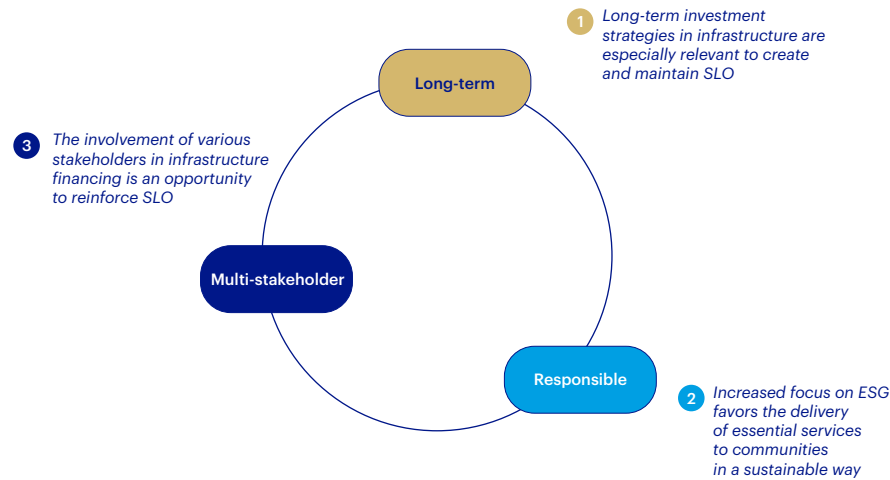 1
Long-term investment
strategies in infrastructure are
especially relevant to create
and maintain SLO
Long-term
3
The involvement of various
stakeholders in infrastructure
financing is an opportunity
to reinforce SLO
Multi-stakeholder
Responsible
2
Increased focus on ESG
favors the delivery
of essential services
to communities
in a sustainable way